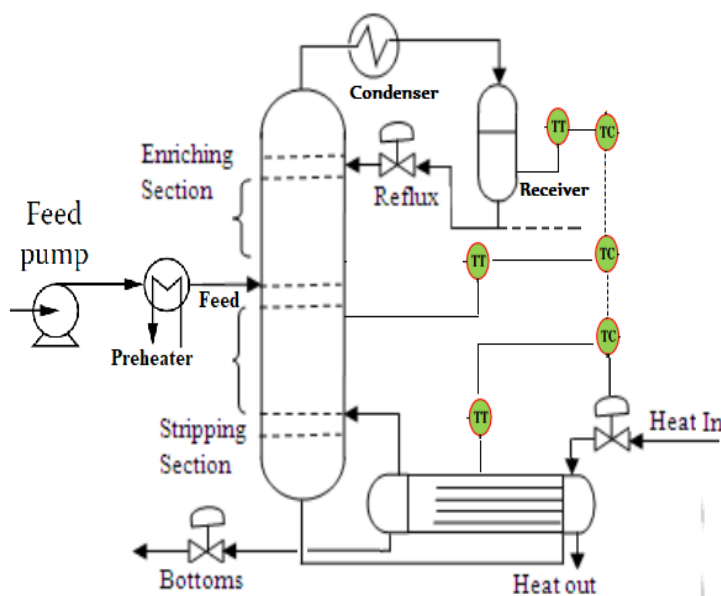 Condenser
TT
TC
Enriching
Section
Reflux
Receiver
Feed
pump
TT
TC
Feed
Preheater
TC
TT
Heat In
Stripping
Section
Bottoms
Heat out